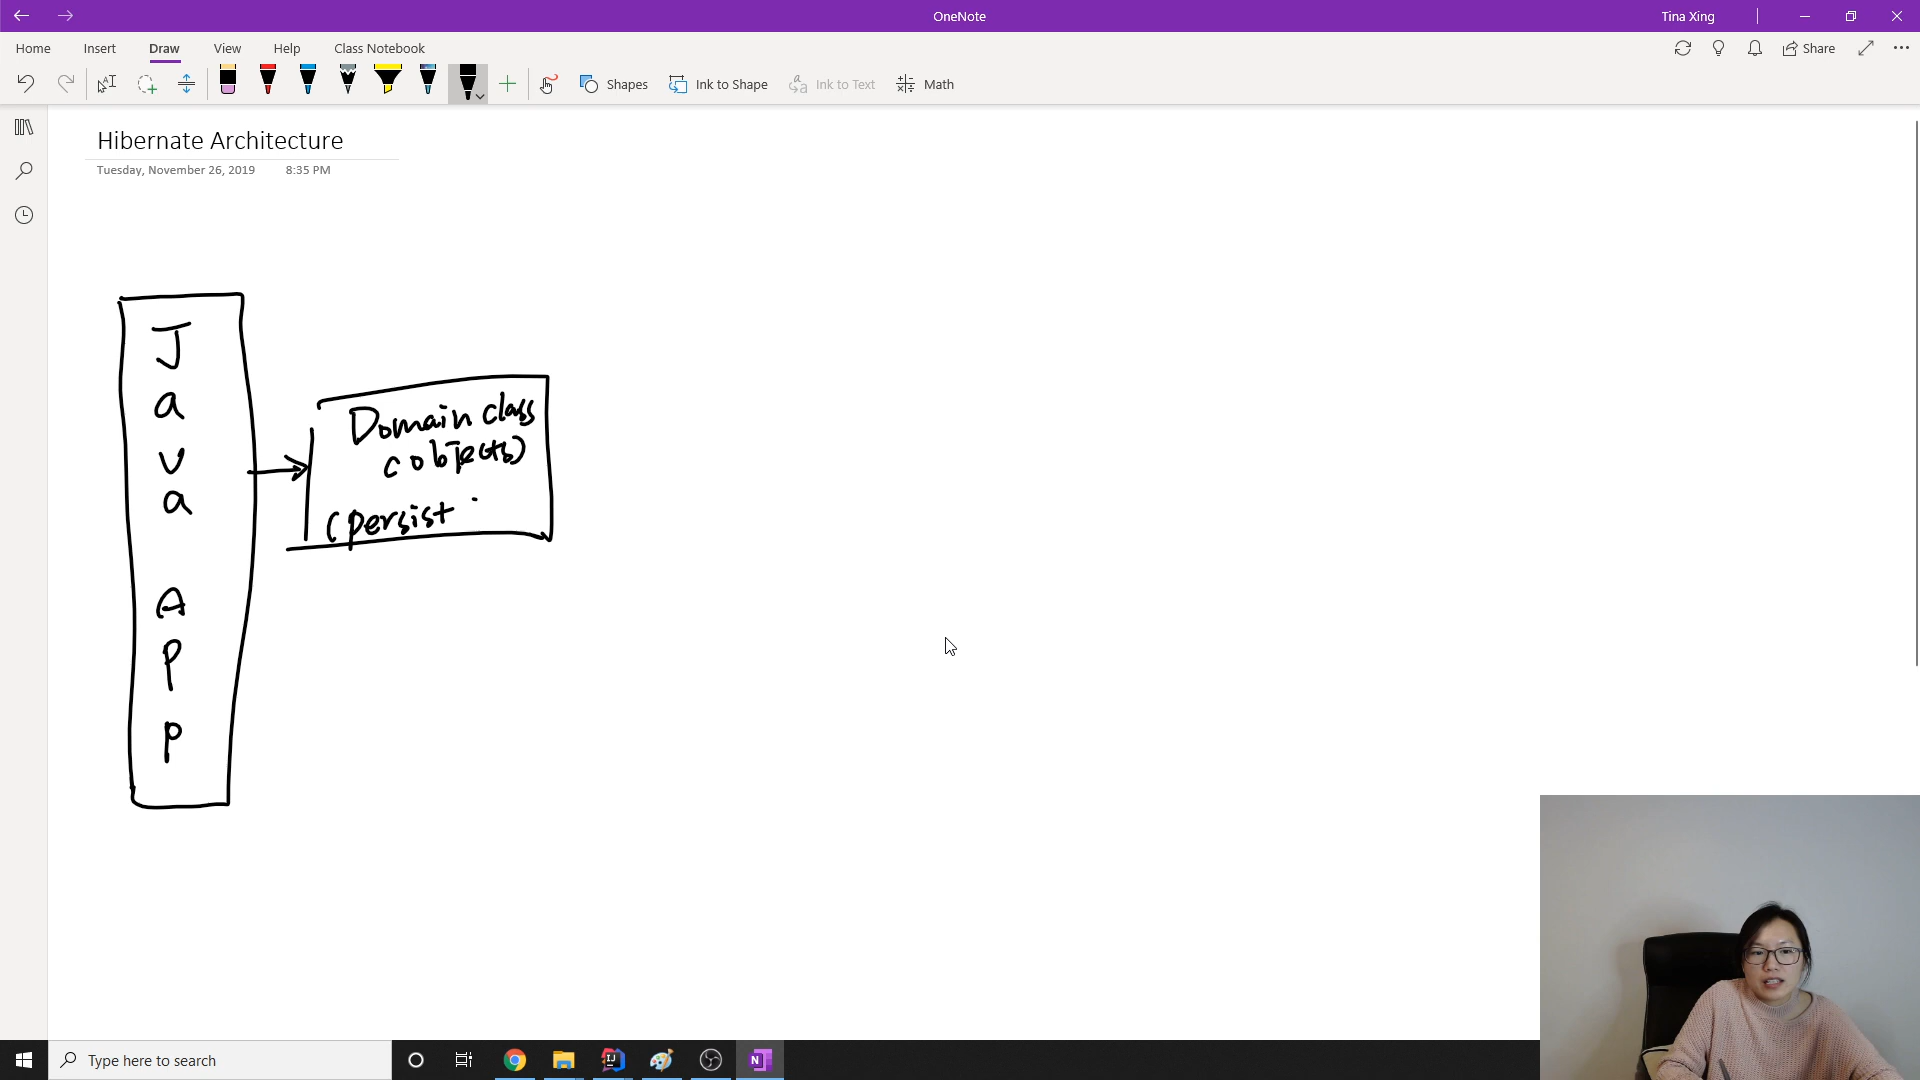 OneNote
Tina Xing
Home Insert Draw View Help Class Notebook
Share
Shapes Ink to Shape Ink to Text Math
Hibernate Architecture
Tuesday, November 26, 2019 8:35 PM
J
a
v
a
A
P
P
Domain class
(objects)
(persist
Type here to search